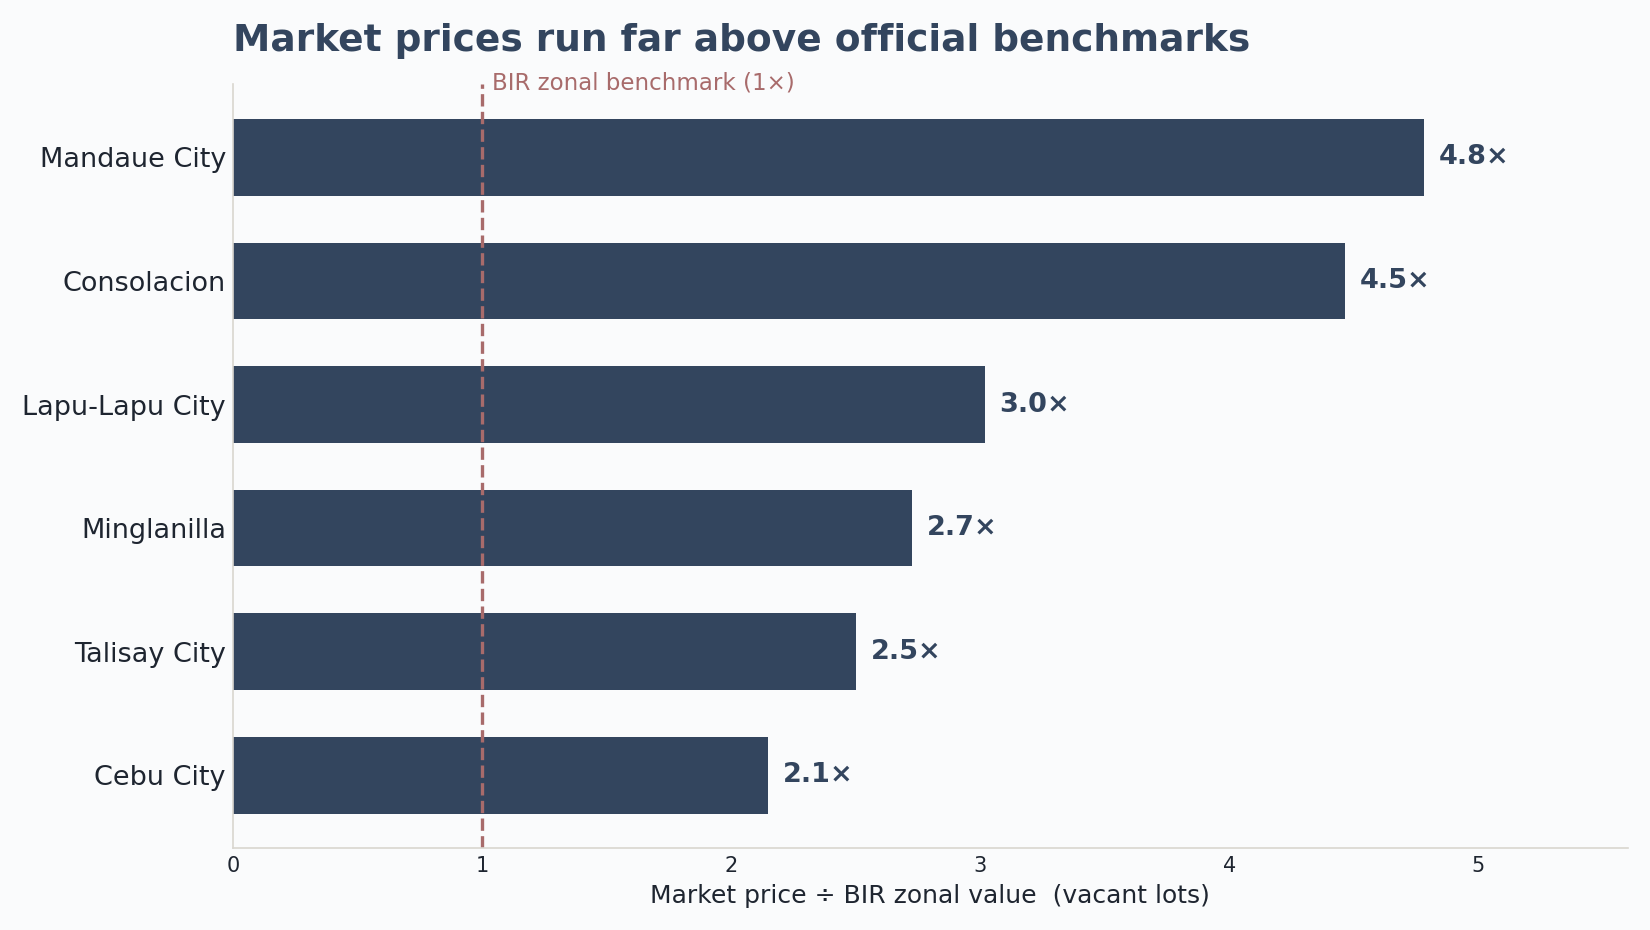 Market prices run far above official benchmarks
BIR zonal benchmark (1×)
Mandaue City 4.8×
Consolacion 4.5×
Lapu-Lapu City 3.0×
Minglanilla 2.7×
Talisay City 2.5×
Cebu City 2.1×
0 1 2 3 4 5
Market price ÷ BIR zonal value (vacant lots)